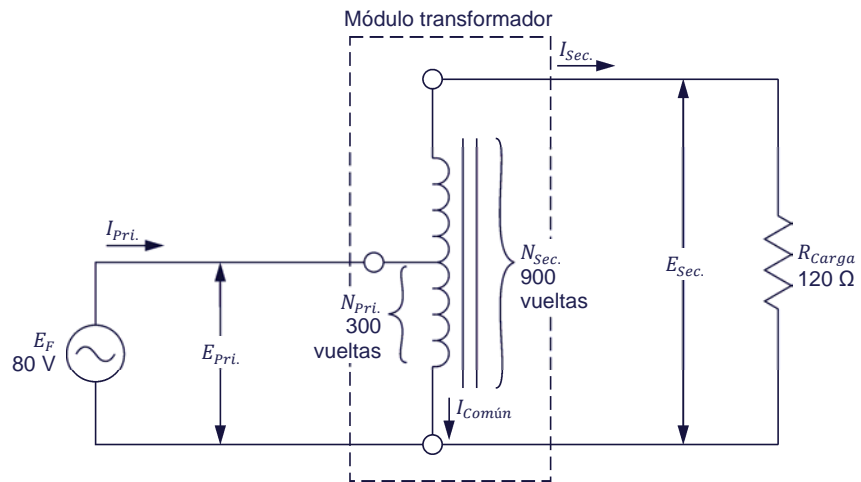 Módulo transformador
I_Sec.
I_Pri.
N_Pri.
300
vueltas
N_Sec.
900
vueltas
E_Sec.
R_Carga
120 Ω
E_F
80 V
E_Pri.
I_Común